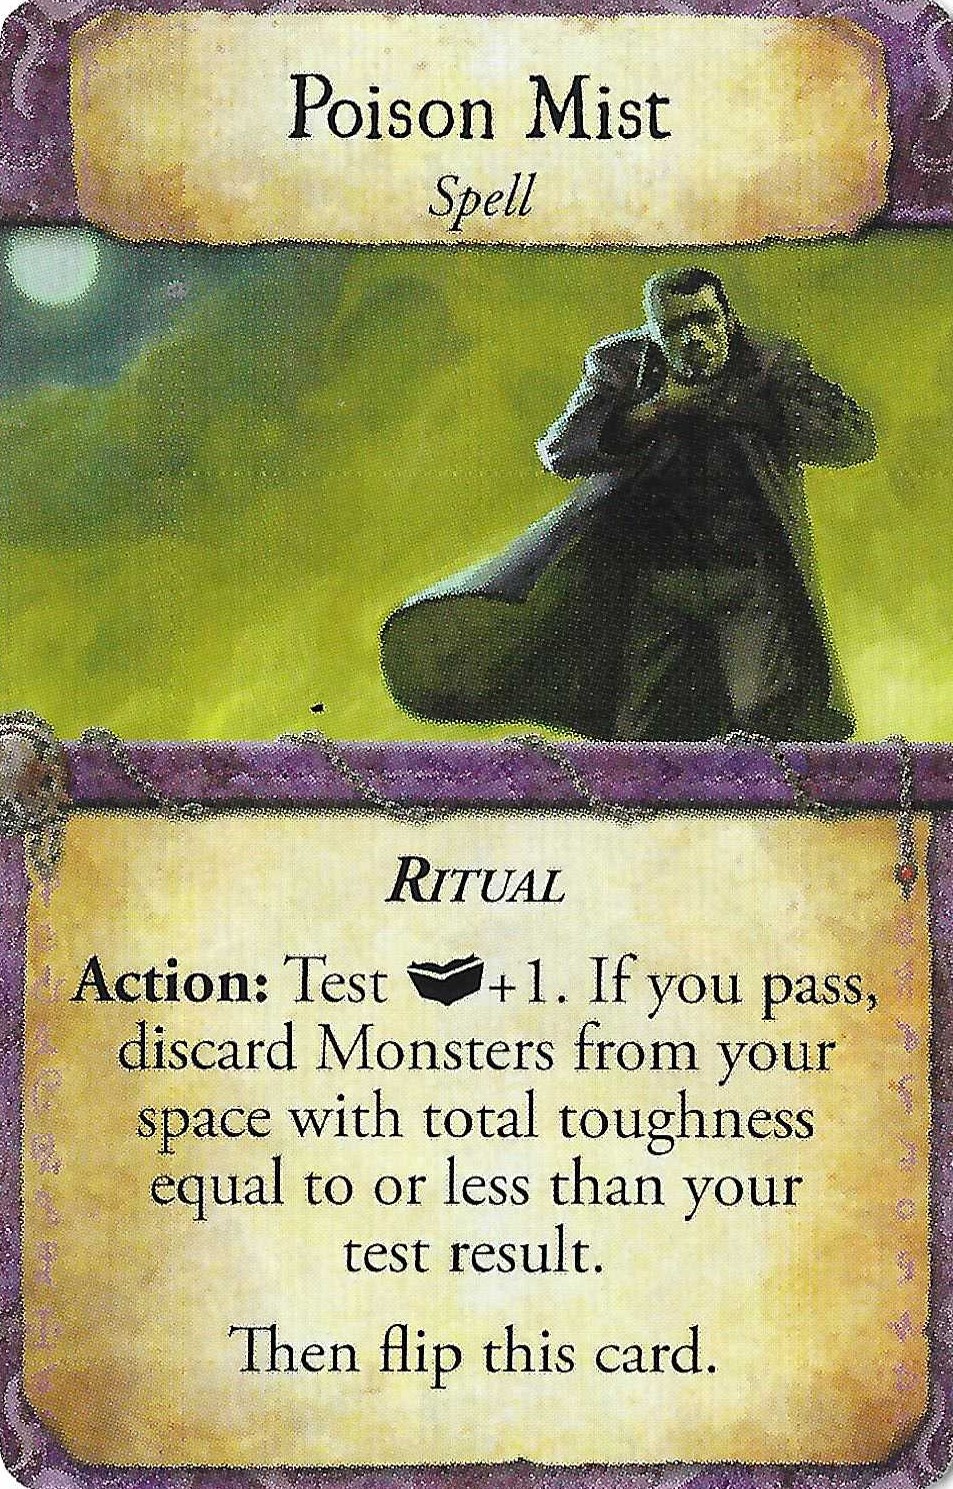 Poison Mist
Spell
RITUAL
Action: Test +1. If you pass,
discard Monsters from your
space with total toughness
equal to or less than your
test result.
Then flip this card.